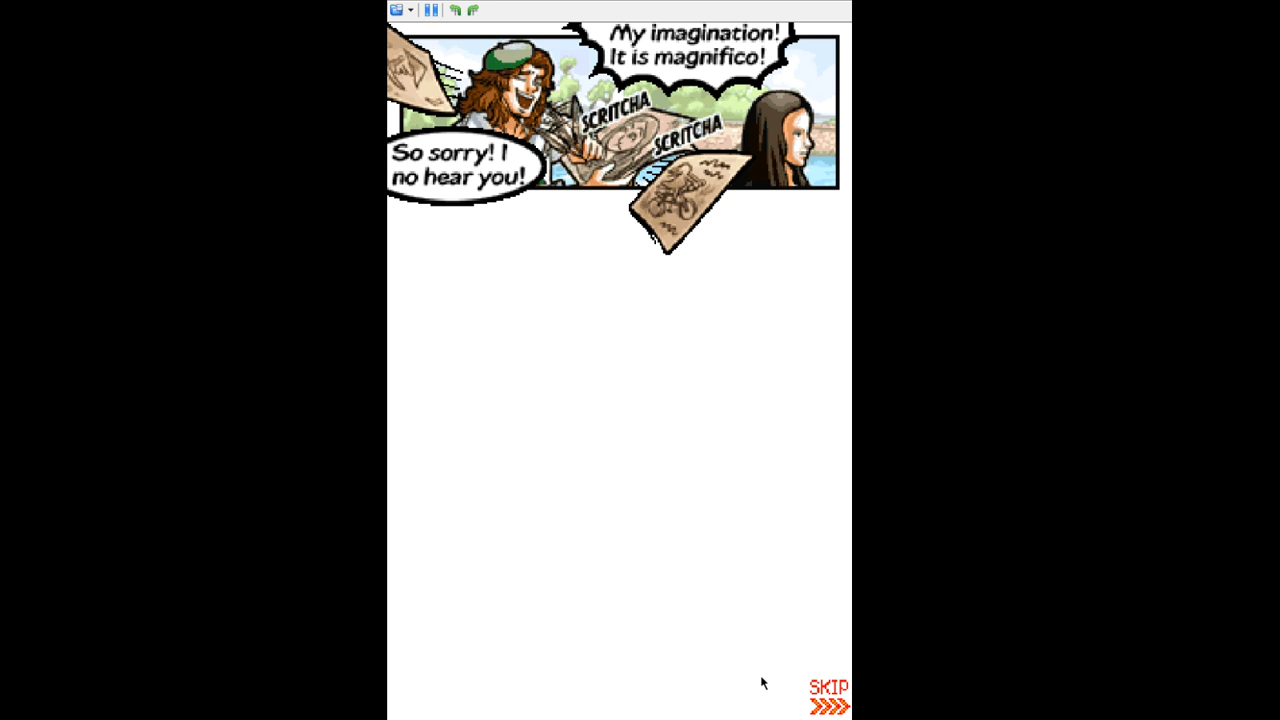 My imagination!
It is magnifico!
SCRITCHA
SCRITCHA
So sorry! I
no hear you!
SKIP